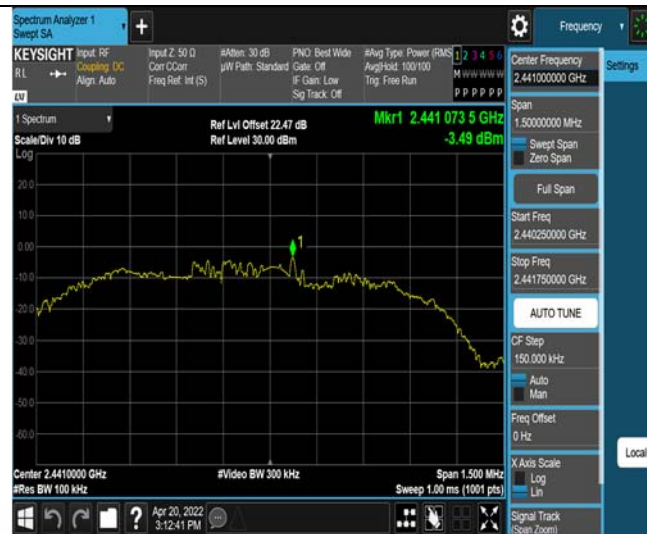 Spectrum Analyzer 1
Swept SA
Frequency
KEYSIGHT
RL
Input: RF
Coupling: DC
Align: Auto
Input Z: 50 Ω
Corr CCorr
Freq Ref: Int (S)
#Atten: 30 dB
µW Path: Standard
PNO: Best Wide
Gate: Off
IF Gain: Low
Sig Track: Off
#Avg Type: Power (RMS
Avg|Hold: 100/100
Trig: Free Run
1 2 3 4 5 6
M W W W W W
P P P P P P
LXI
1 Spectrum
Scale/Div 10 dB
Log
Ref Lvl Offset 22.47 dB
Ref Level 30.00 dBm
Mkr1 2.441 073 5 GHz
-3.49 dBm
20.0
10.0
0.00
-10.0
-20.0
-30.0
-40.0
-50.0
-60.0
1
Center 2.4410000 GHz
#Res BW 100 kHz
#Video BW 300 kHz
Span 1.500 MHz
Sweep 1.00 ms (1001 pts)
Apr 20, 2022
3:12:41 PM
Center Frequency
2.441000000 GHz
Settings
Span
1.50000000 MHz
Swept Span
Zero Span
Full Span
Start Freq
2.440250000 GHz
Stop Freq
2.441750000 GHz
AUTO TUNE
CF Step
150.000 kHz
Auto
Man
Freq Offset
0 Hz
Local
X Axis Scale
Log
Lin
Signal Track
(Span Zoom)